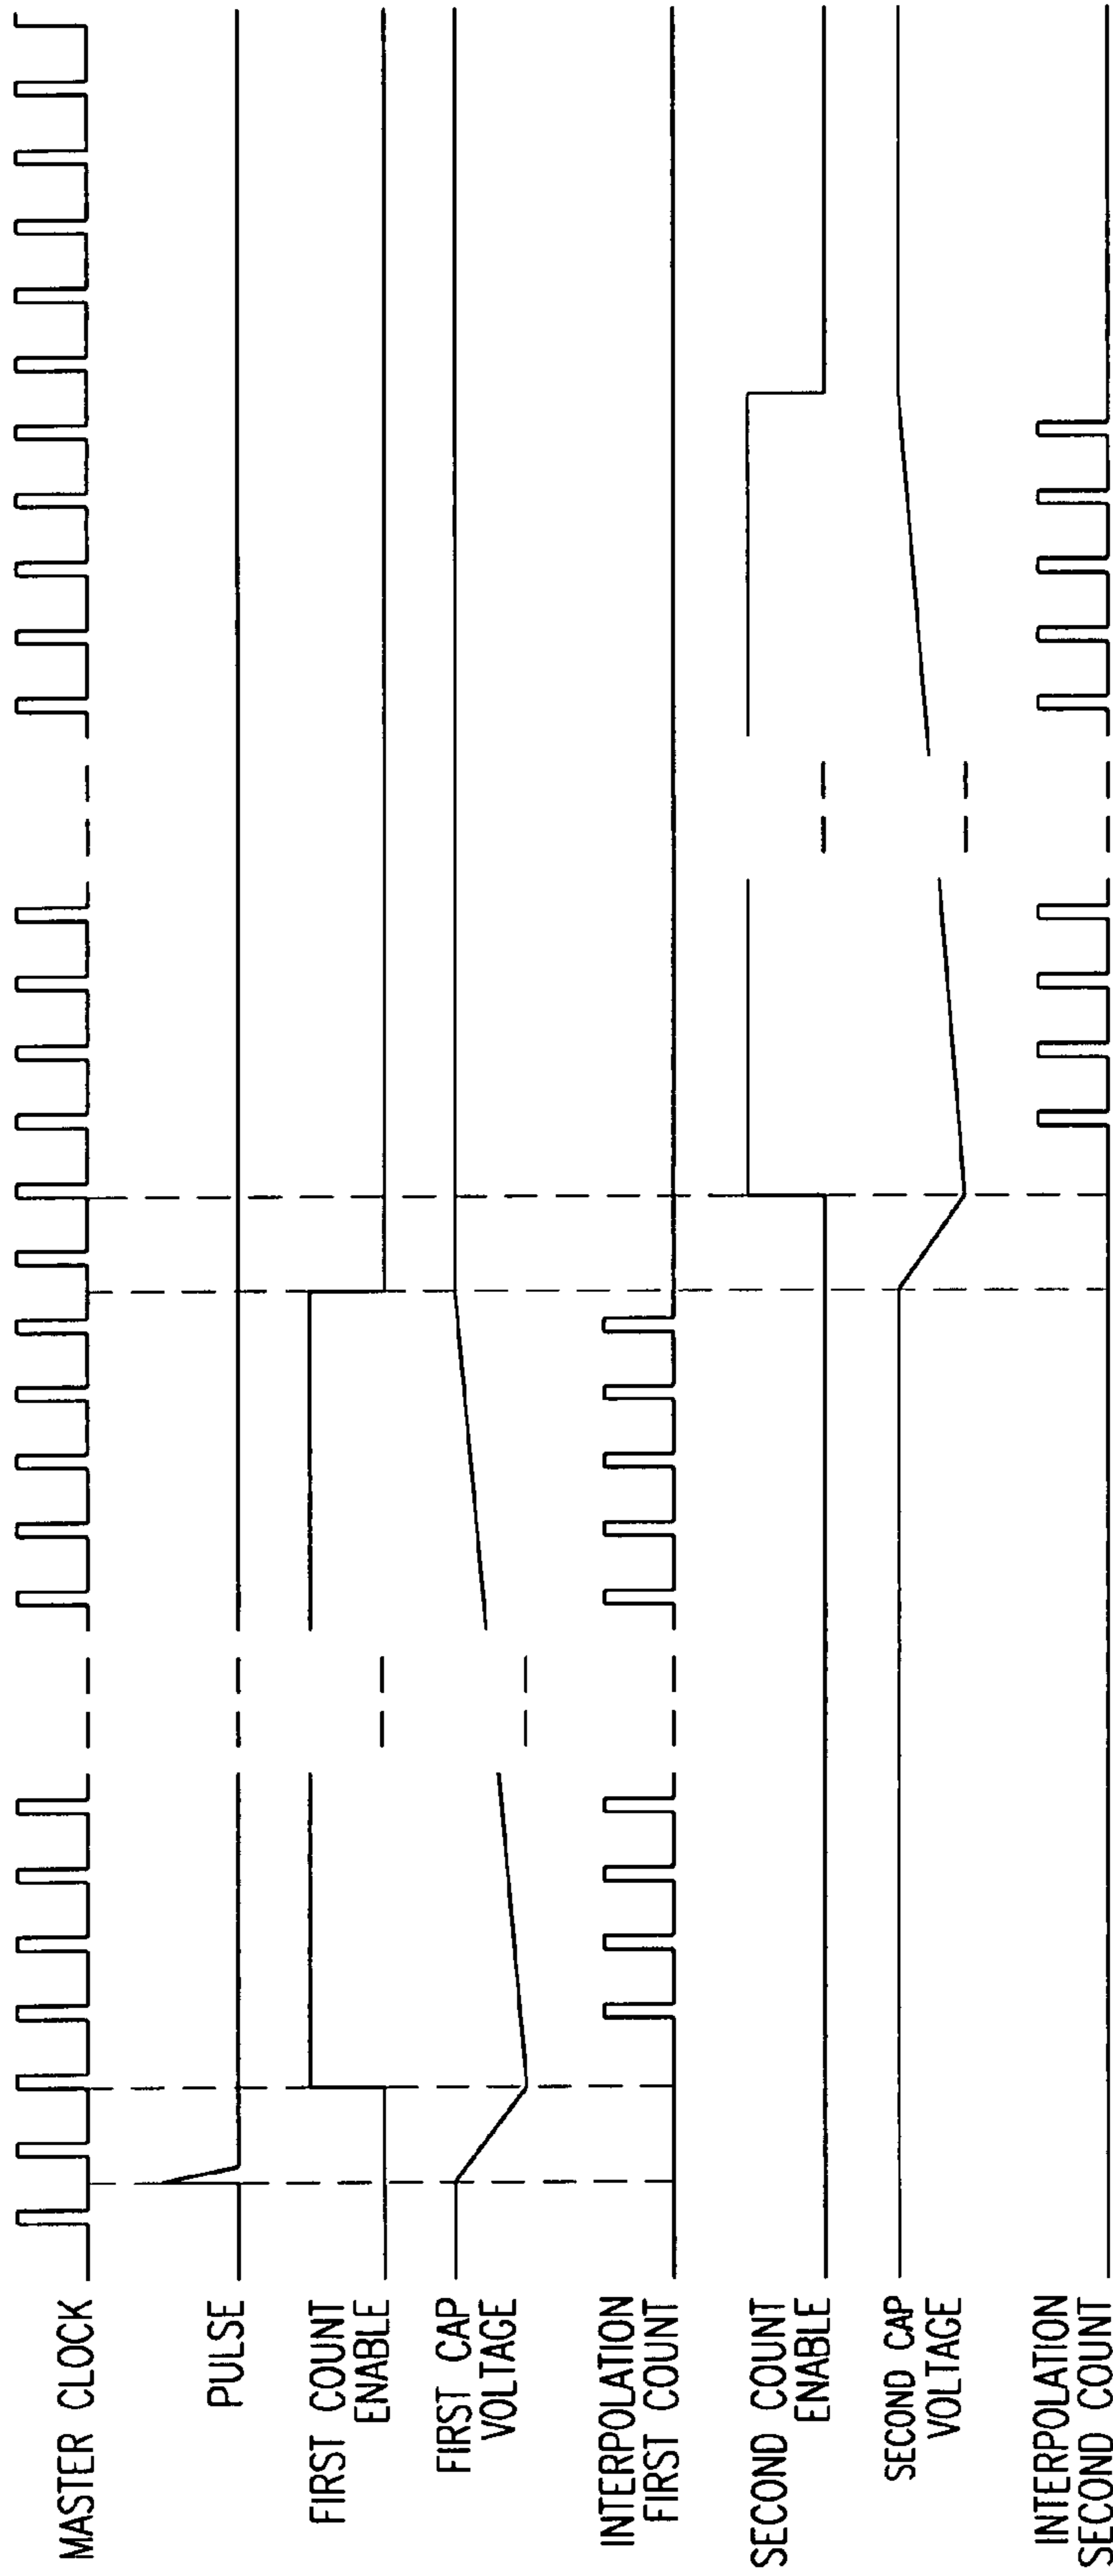 MASTER CLOCK
PULSE
FIRST COUNT
ENABLE
FIRST CAP
VOLTAGE
INTERPOLATION
FIRST COUNT
SECOND COUNT
ENABLE
SECOND CAP
VOLTAGE
INTERPOLATION
SECOND COUNT